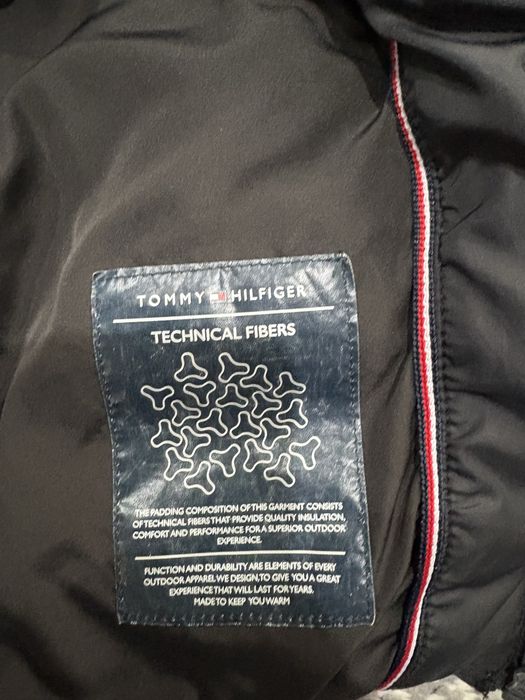 TOMMY HILFIGER
TECHNICAL FIBERS
THE PADDING COMPOSITION OF THIS GARMENT CONSISTS
OF TECHNICAL FIBERS THAT PROVIDE QUALITY INSULATION,
COMFORT AND PERFORMANCE FOR A SUPERIOR OUTDOOR
EXPERIENCE.
FUNCTION AND DURABILITY ARE ELEMENTS OF EVERY
OUTDOOR APPAREL WE DESIGN, TO GIVE YOU A GREAT
EXPERIENCE THAT WILL LAST FOR YEARS.
MADE TO KEEP YOU WARM